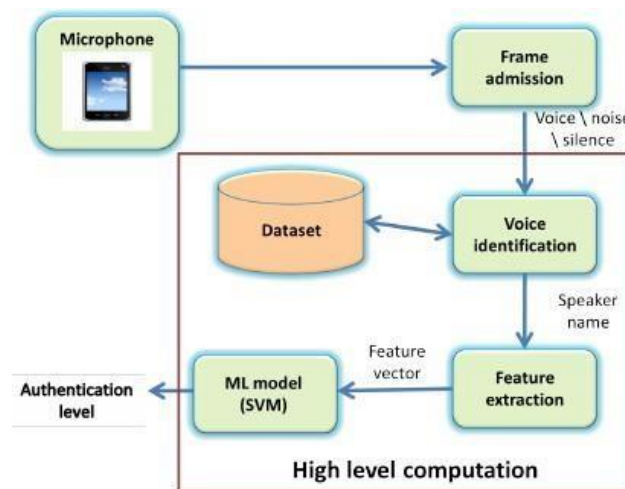 Microphone
Frame
admission
Voice \ noise
\ silence
Dataset
Voice
identification
Speaker
name
Feature
vector
Authentication
level
ML model
(SVM)
Feature
extraction
High level computation